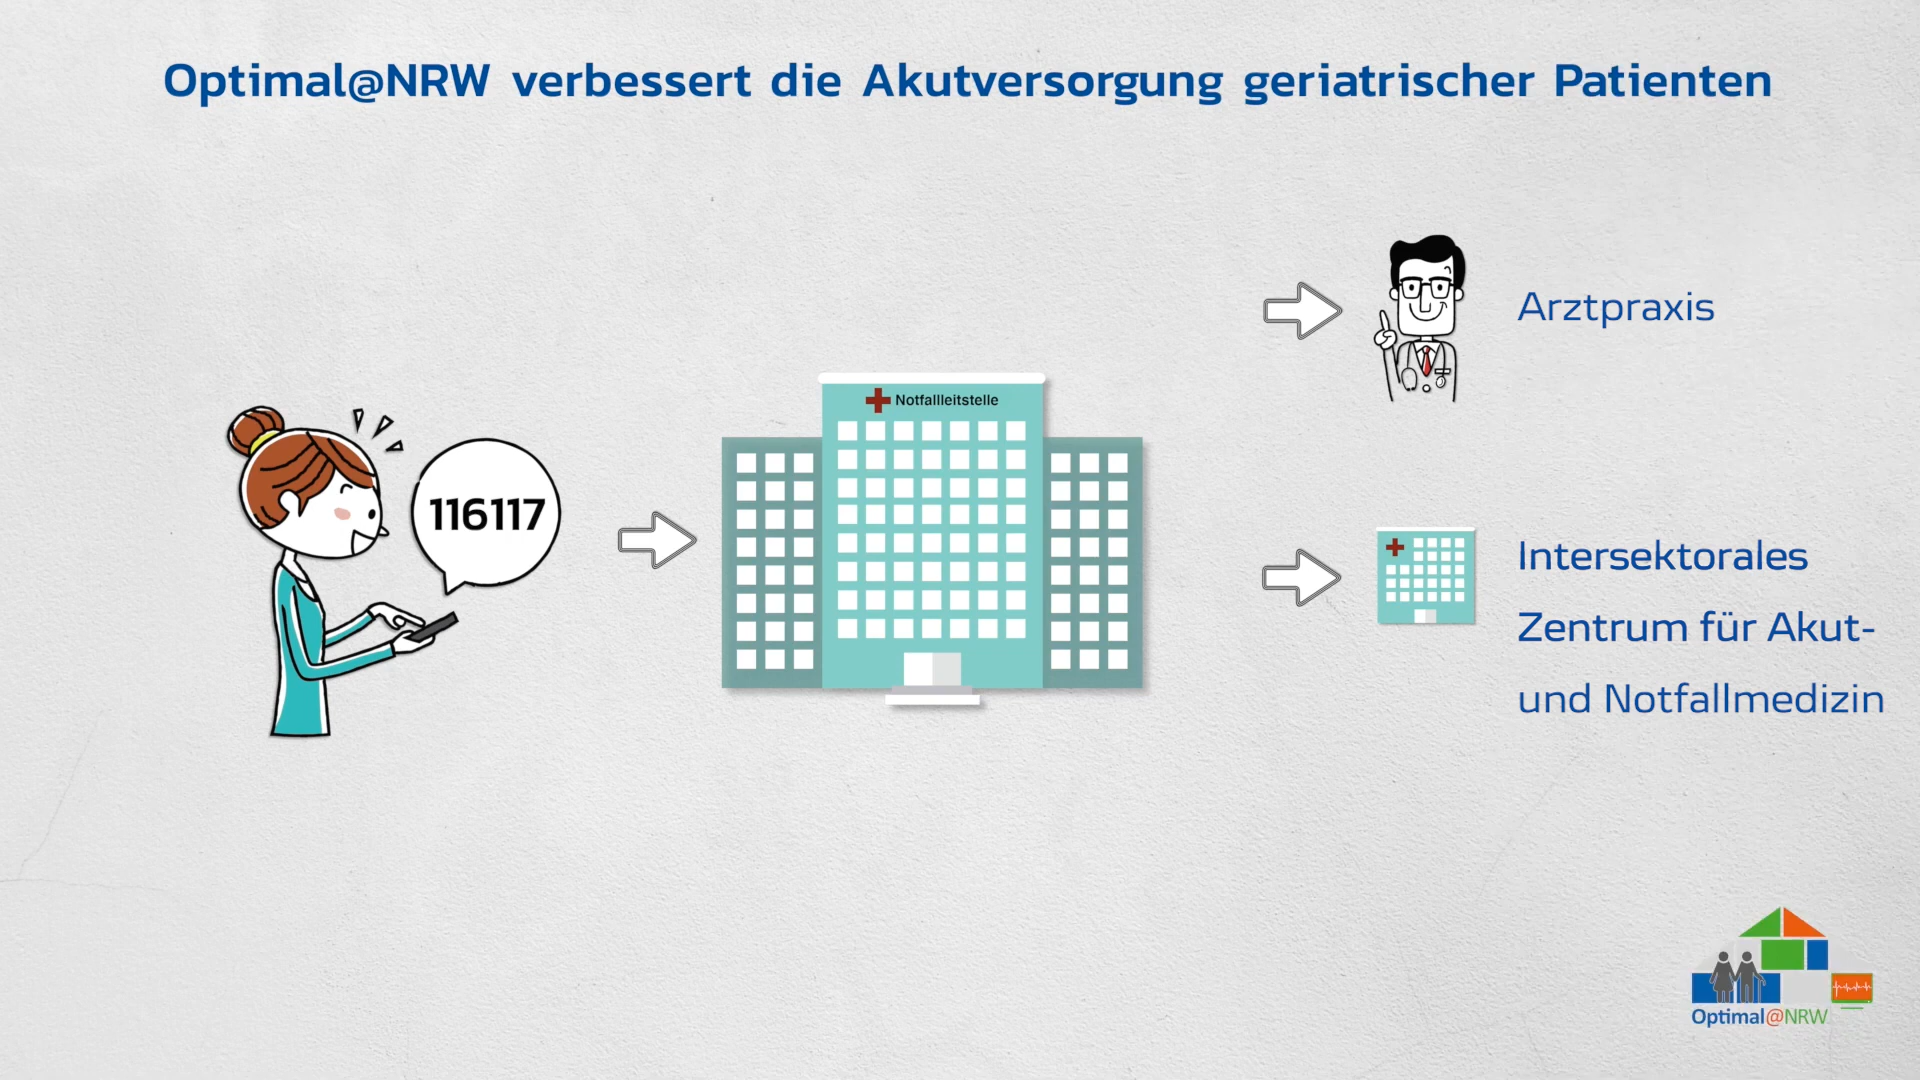 Optimal@NRW verbessert die Akutversorgung geriatrischer Patienten
Arztpraxis
Notfallleitstelle
116117
Intersektorales
Zentrum für Akut-
und Notfallmedizin
Optimal@NRW